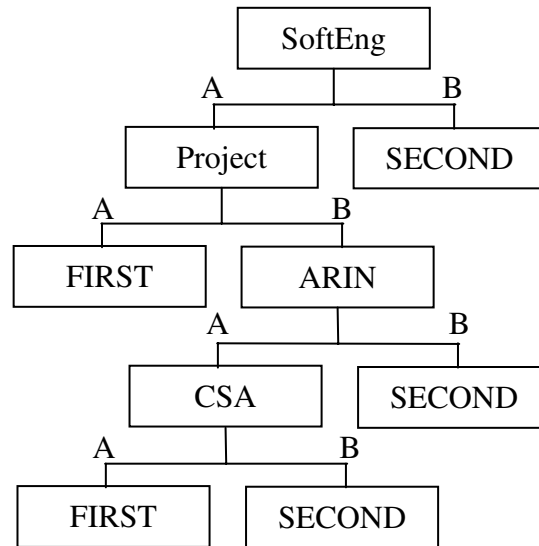 SoftEng
A B
Project SECOND
A B
FIRST ARIN
A B
CSA SECOND
A B
FIRST SECOND